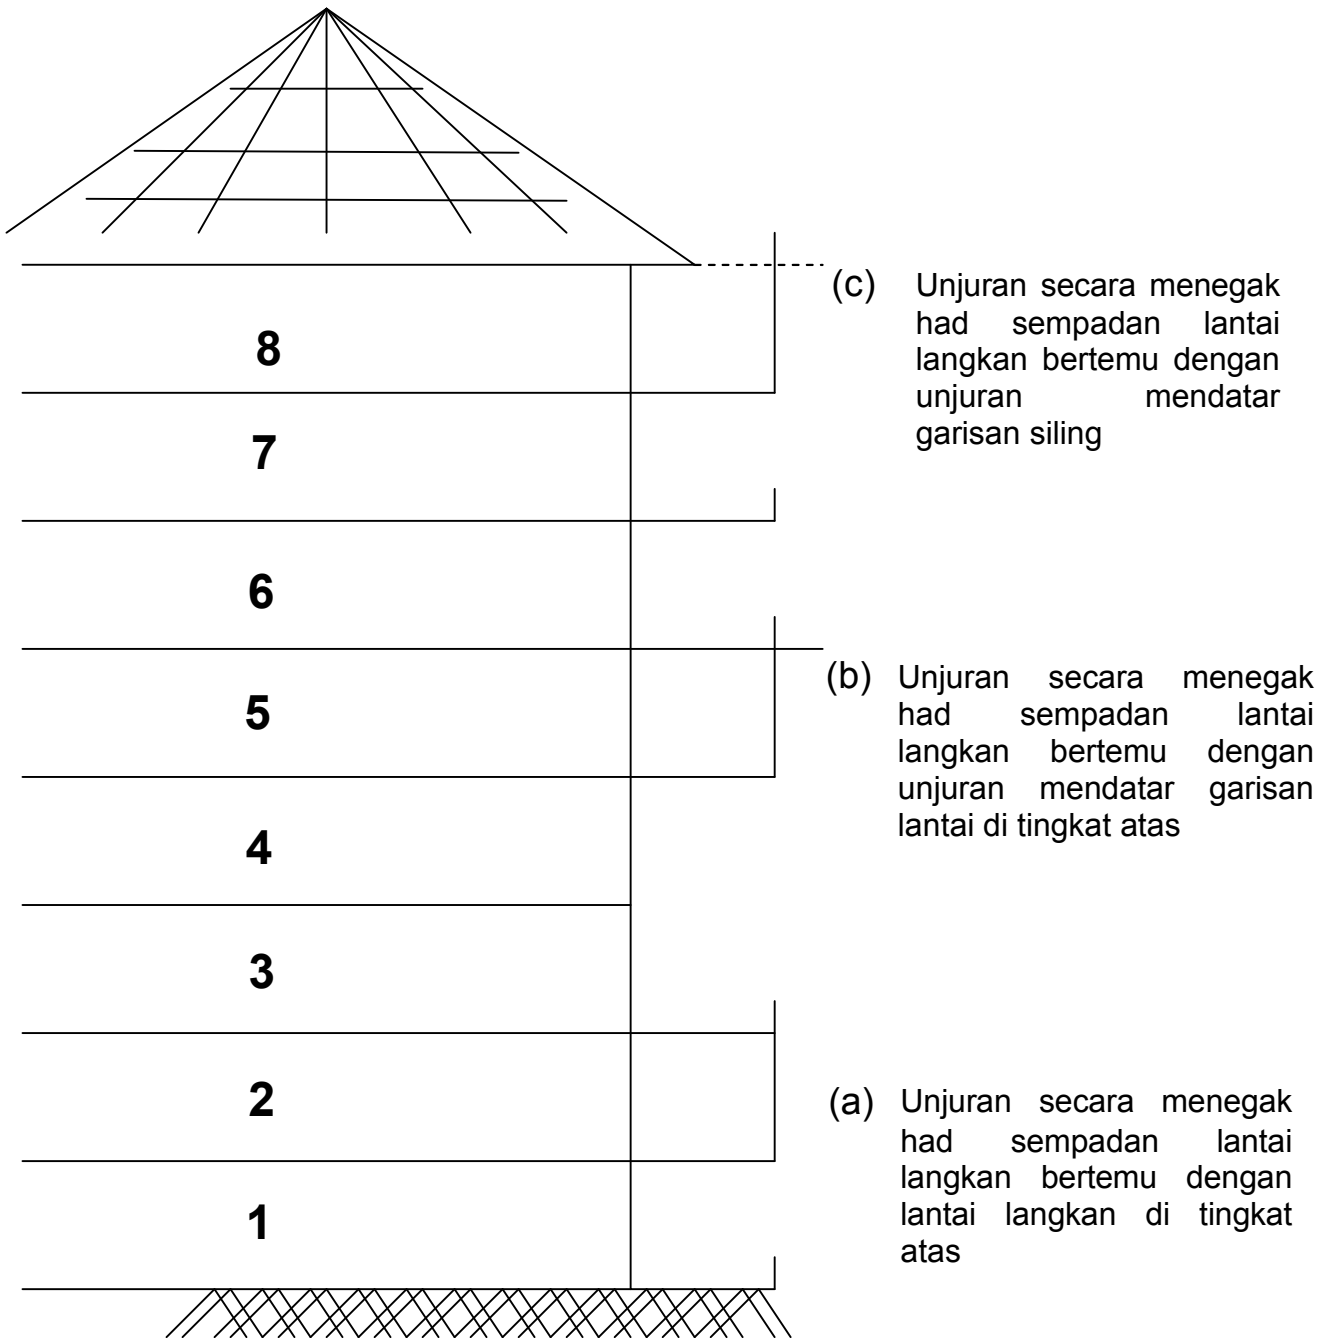 (c) Unjuran secara menegak
had sempadan lantai
langkan bertemu dengan
unjuran mendatar
garisan siling
8
7
6
(b) Unjuran secara menegak
had sempadan lantai
langkan bertemu dengan
unjuran mendatar garisan
lantai di tingkat atas
5
4
3
2
(a) Unjuran secara menegak
had sempadan lantai
langkan bertemu dengan
lantai langkan di tingkat
atas
1